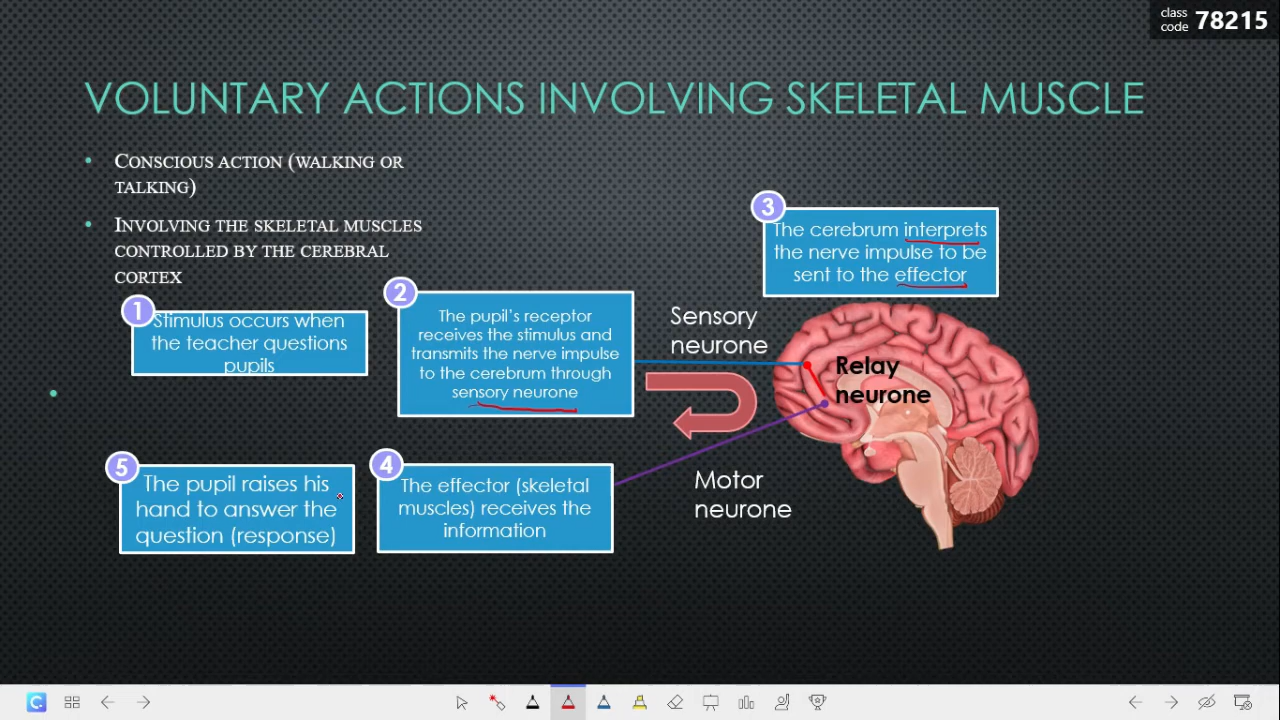 class
code 78215
VOLUNTARY ACTIONS INVOLVING SKELETAL MUSCLE
• CONSCIOUS ACTION (WALKING OR
TALKING)
• INVOLVING THE SKELETAL MUSCLES
CONTROLLED BY THE CEREBRAL
CORTEX
1
Stimulus occurs when
the teacher questions
pupils
2
The pupil's receptor
receives the stimulus and
transmits the nerve impulse
to the cerebrum through
sensory neurone
3
The cerebrum interprets
the nerve impulse to be
sent to the effector
Sensory
neurone
Relay
neurone
Motor
neurone
4
The effector (skeletal
muscles) receives the
information
5
The pupil raises his
hand to answer the
question (response)